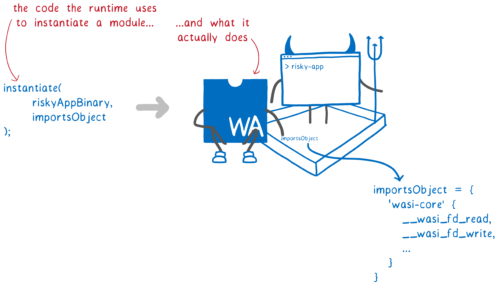 the code the runtime uses
to instantiate a module...
...and what it
actually does
> risky-app
instantiate(
riskyAppBinary,
importsObject
);
WA
importsObject
importsObject = {
'wasi-core' {
__wasi_fd_read,
__wasi_fd_write,
...
}
}